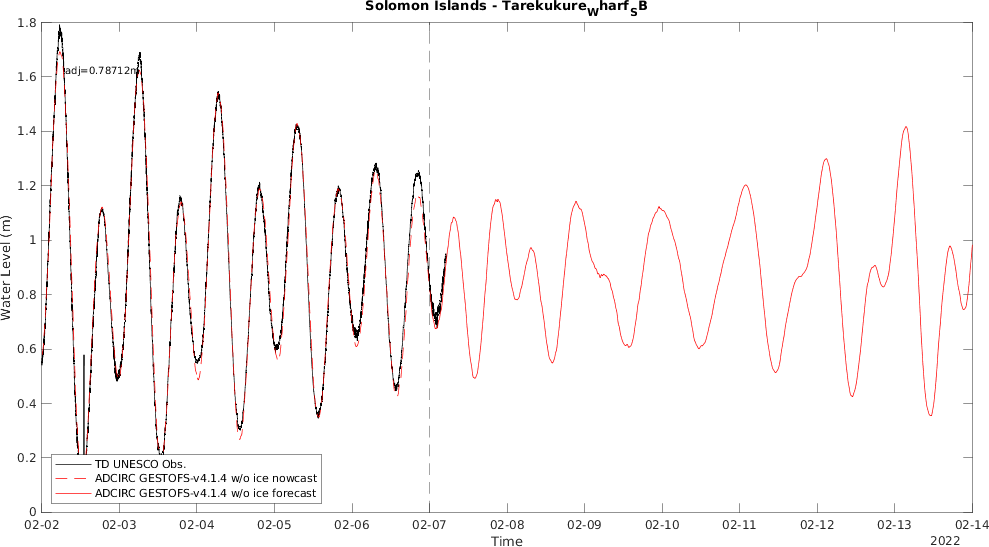 Solomon Islands - TarekukureWharfSB
1.8
1.6
adj=0.78712m
1.4
1.2
1
0.8
0.6
0.4
0.2
0
Water Level (m)
TD UNESCO Obs.
ADCIRC GESTOFS-v4.1.4 w/o ice nowcast
ADCIRC GESTOFS-v4.1.4 w/o ice forecast
02-02 02-03 02-04 02-05 02-06 02-07 02-08 02-09 02-10 02-11 02-12 02-13 02-14
Time
2022